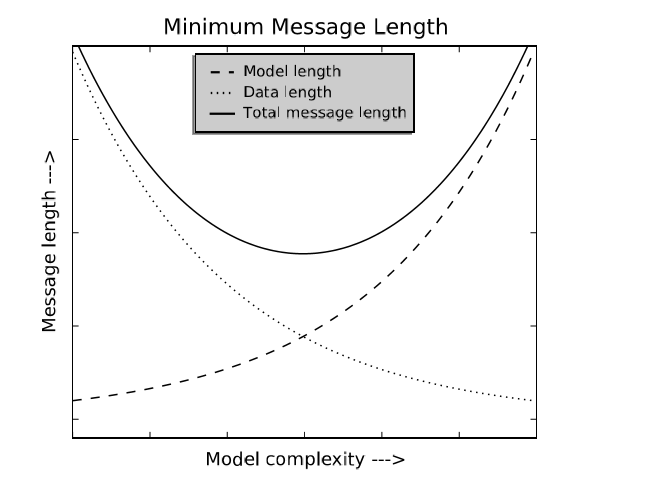 Minimum Message Length
Model length
Data length
Total message length
Message length --->
Model complexity --->